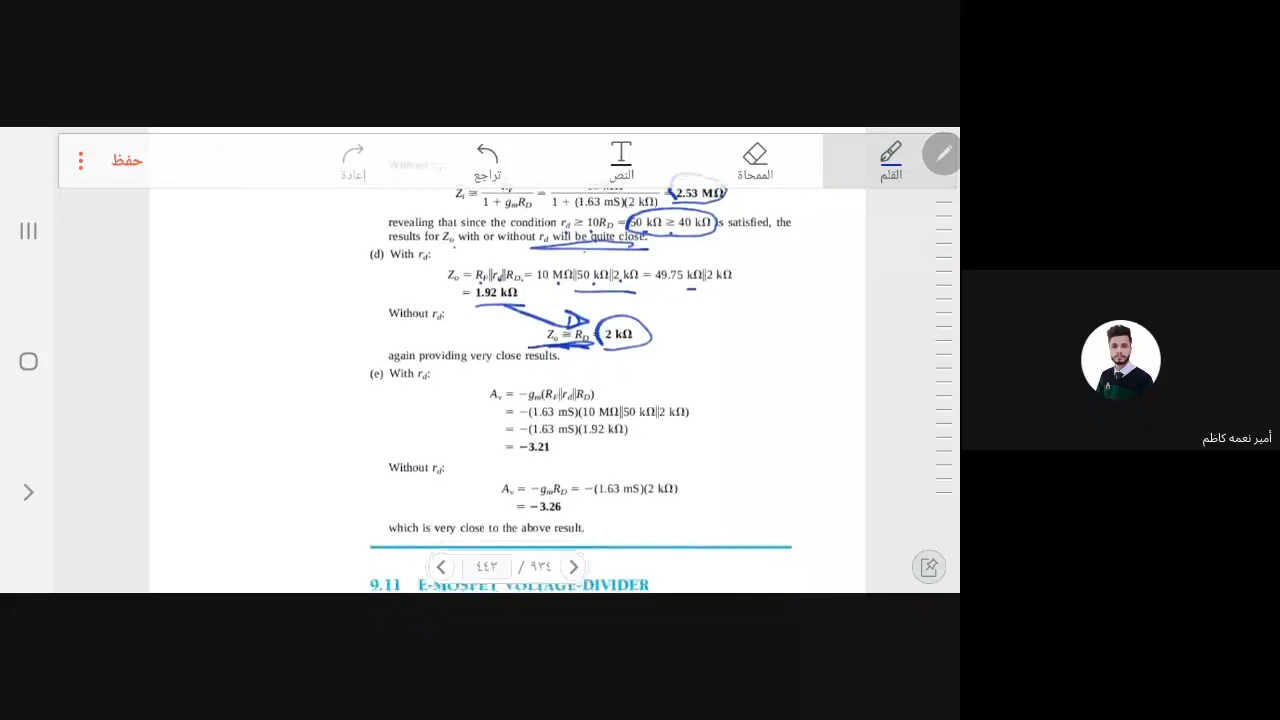 حفظ
إعادة
تراجع
النص
الممحاة
القلم
Without r_d:
Z_i ≅ = = 2.53 MΩ
1 + g_mR_D 1 + (1.63 mS)(2 kΩ)
revealing that since the condition r_d ≥ 10R_D = 50 kΩ ≥ 40 kΩ is satisfied, the
results for Z_o with or without r_d will be quite close.
(d) With r_d:
Z_o = R_F||r_d||R_D = 10 MΩ||50 kΩ||2 kΩ = 49.75 kΩ||2 kΩ
= 1.92 kΩ
Without r_d:
Z_o ≅ R_D = 2 kΩ
again providing very close results.
(e) With r_d:
A_v = −g_m(R_F||r_d||R_D)
= −(1.63 mS)(10 MΩ||50 kΩ||2 kΩ)
= −(1.63 mS)(1.92 kΩ)
= −3.21
Without r_d:
A_v = −g_mR_D = −(1.63 mS)(2 kΩ)
= −3.26
which is very close to the above result.
٤٤٣ / ٩٣٤
9.11 E-MOSFET VOLTAGE-DIVIDER
أمير نعمه كاظم